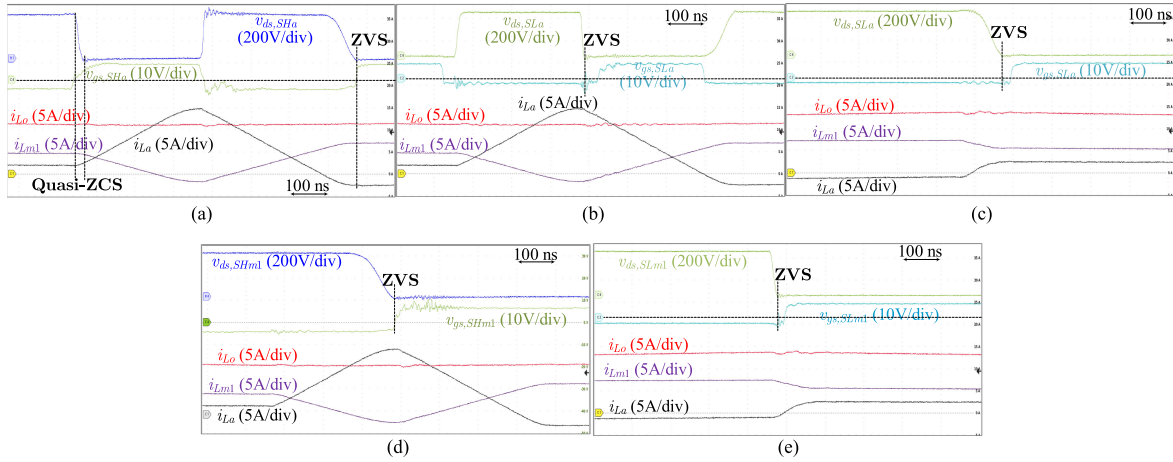 v_ds,SHa
(200V/div)
ZVS
v_gs,SHa (10V/div)
i_Lo (5A/div)
i_Lm1 (5A/div)
i_La (5A/div)
Quasi-ZCS
100 ns
(a)
100 ns
v_ds,SLa
(200V/div)
ZVS
v_gs,SLa
(10V/div)
i_La (5A/div)
i_Lo (5A/div)
i_Lm1 (5A/div)
(b)
v_ds,SLa (200V/div)
100 ns
ZVS
v_gs,SLa (10V/div)
i_Lo (5A/div)
i_Lm1 (5A/div)
i_La (5A/div)
(c)
100 ns
v_ds,SHm1 (200V/div)
ZVS
v_gs,SHm1 (10V/div)
i_Lo (5A/div)
i_Lm1 (5A/div)
i_La (5A/div)
(d)
100 ns
v_ds,SLm1 (200V/div)
ZVS
v_gs,SLm1 (10V/div)
i_Lo (5A/div)
i_Lm1 (5A/div)
i_La (5A/div)
(e)